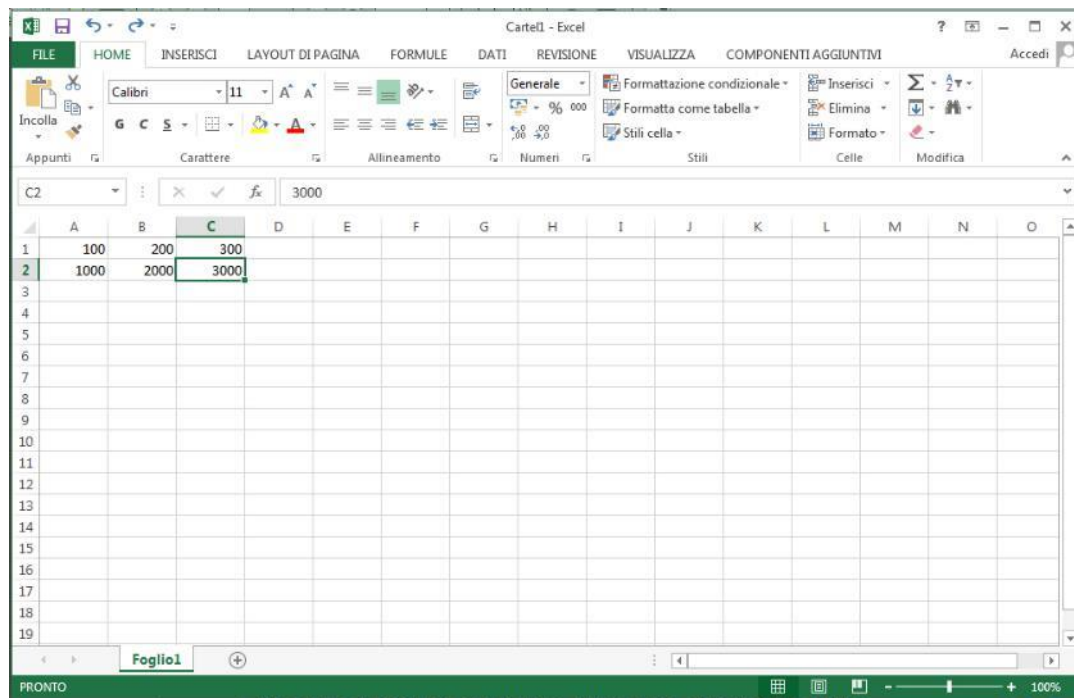 Cartel1 - Excel
FILE HOME INSERISCI LAYOUT DI PAGINA FORMULE DATI REVISIONE VISUALIZZA COMPONENTI AGGIUNTIVI Accedi
Incolla
Calibri 11
G C S
Generale
% 000
Formattazione condizionale
Formatta come tabella
Stili cella
Inserisci
Elimina
Formato
Appunti Carattere Allineamento Numeri Stili Celle Modifica
C2 fx 3000
A B C D E F G H I J K L M N O
1 100 200 300
2 1000 2000 3000
3
4
5
6
7
8
9
10
11
12
13
14
15
16
17
18
19
Foglio1
PRONTO 100%